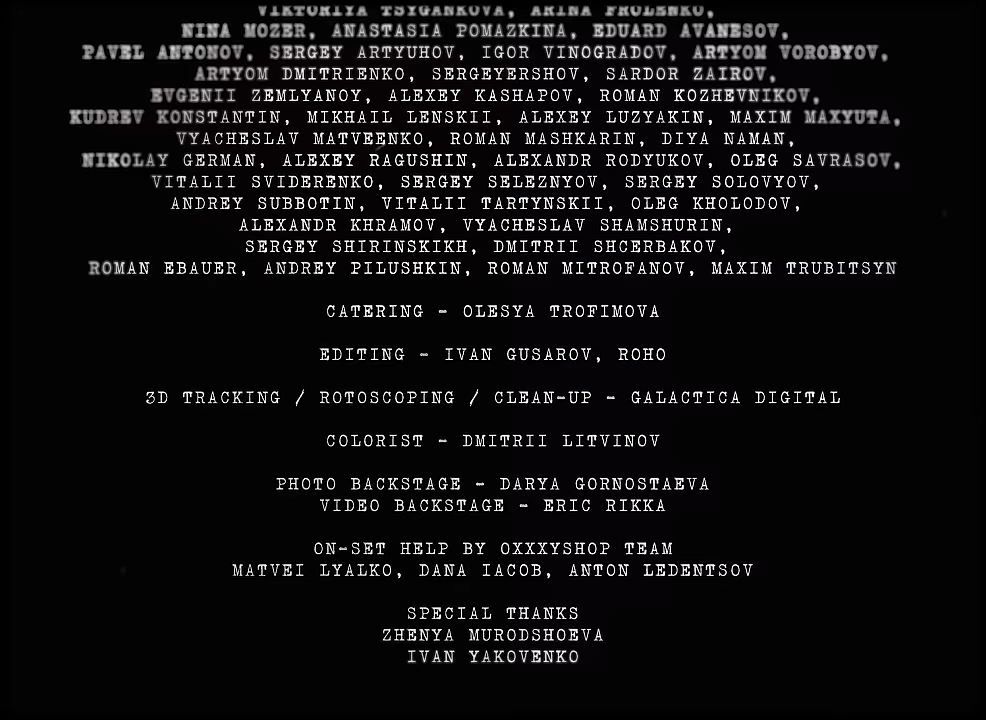 VIKTORIYA TSYGANKOVA, ARINA FROLENKO,
NINA MOZER, ANASTASIA POMAZKINA, EDUARD AVANESOV,
PAVEL ANTONOV, SERGEY ARTYUHOV, IGOR VINOGRADOV, ARTYOM VOROBYOV,
ARTYOM DMITRIENKO, SERGEYERSHOV, SARDOR ZAIROV,
EVGENII ZEMLYANOY, ALEXEY KASHAPOV, ROMAN KOZHEVNIKOV,
KUDREV KONSTANTIN, MIKHAIL LENSKII, ALEXEY LUZYAKIN, MAXIM MAXYUTA,
VYACHESLAV MATVEENKO, ROMAN MASHKARIN, DIYA NAMAN,
NIKOLAY GERMAN, ALEXEY RAGUSHIN, ALEXANDR RODYUKOV, OLEG SAVRASOV,
VITALII SVIDERENKO, SERGEY SELEZNYOV, SERGEY SOLOVYOV,
ANDREY SUBBOTIN, VITALII TARTYNSKII, OLEG KHOLODOV,
ALEXANDR KHRAMOV, VYACHESLAV SHAMSHURIN,
SERGEY SHIRINSKIKH, DMITRII SHCERBAKOV,
ROMAN EBAUER, ANDREY PILUSHKIN, ROMAN MITROFANOV, MAXIM TRUBITSYN
CATERING - OLESYA TROFIMOVA
EDITING - IVAN GUSAROV, ROHO
3D TRACKING / ROTOSCOPING / CLEAN-UP - GALACTICA DIGITAL
COLORIST - DMITRII LITVINOV
PHOTO BACKSTAGE - DARYA GORNOSTAEVA
VIDEO BACKSTAGE - ERIC RIKKA
ON-SET HELP BY OXXXYSHOP TEAM
MATVEI LYALKO, DANA IACOB, ANTON LEDENTSOV
SPECIAL THANKS
ZHENYA MURODSHOEVA
IVAN YAKOVENKO